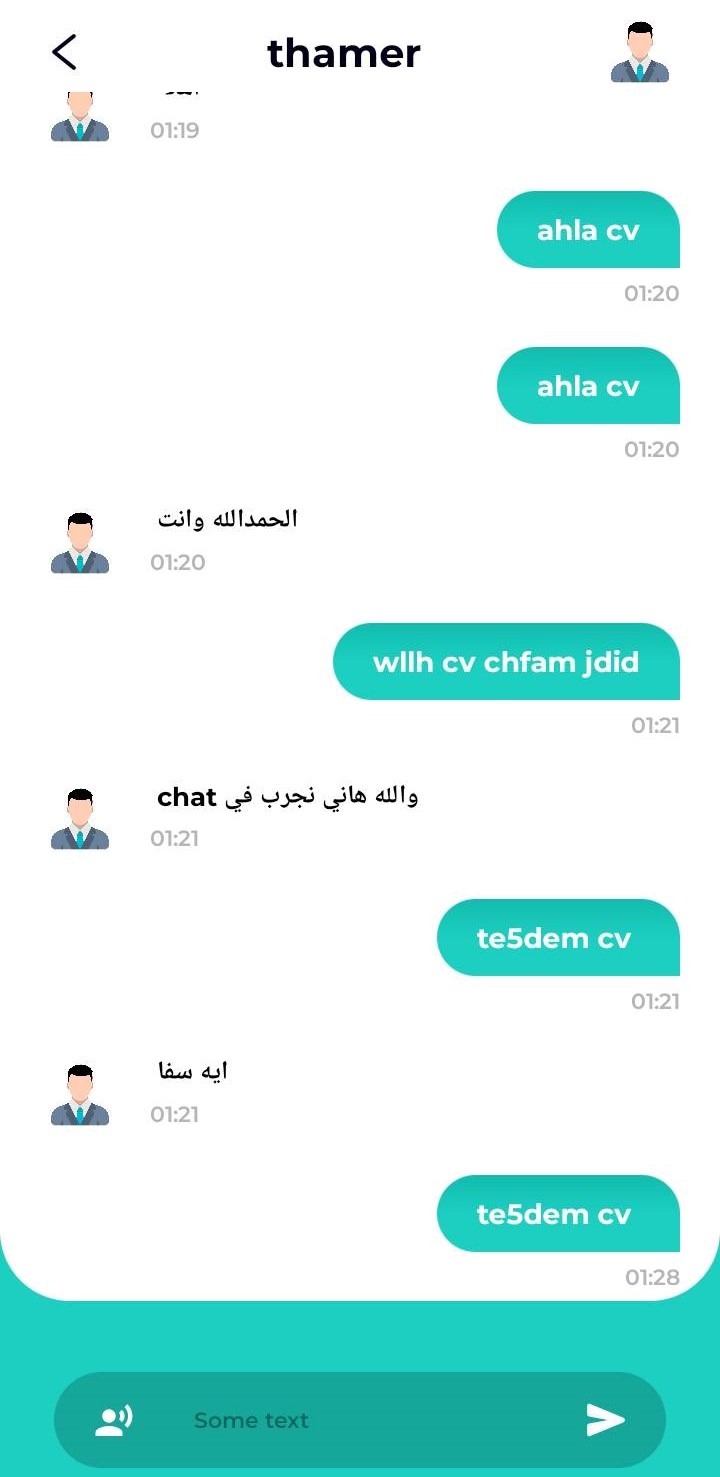 thamer
01:19
ahla cv
01:20
ahla cv
01:20
الحمدالله وانت
01:20
wllh cv chfam jdid
01:21
والله هاني نجرب في chat
01:21
te5dem cv
01:21
ايه سفا
01:21
te5dem cv
01:28
Some text